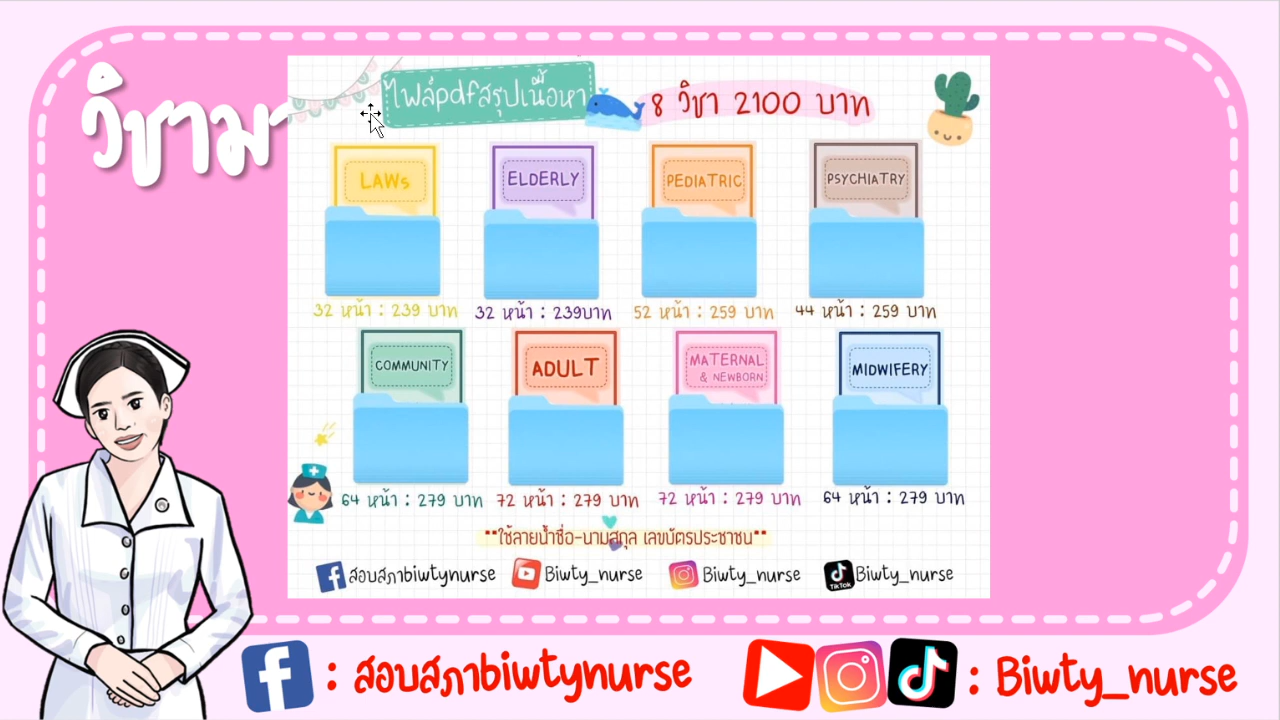 วิชามา
ไฟล์pdfสรุปเนื้อหา
8 วิชา 2100 บาท
LAWs
ELDERLY
PEDIATRIC
PSYCHIATRY
32 หน้า : 239 บาท
32 หน้า : 239บาท
52 หน้า : 259 บาท
44 หน้า : 259 บาท
COMMUNITY
ADULT
MATERNAL
& NEWBORN
MIDWIFERY
64 หน้า : 279 บาท
72 หน้า : 279 บาท
72 หน้า : 279 บาท
64 หน้า : 279 บาท
**ใช้ลายน้ำชื่อ-นามสกุล เลขบัตรประชาชน**
สอบสภาbiwtynurse
Biwty_nurse
Biwty_nurse
TikTok
Biwty_nurse
: สอบสภาbiwtynurse
: Biwty_nurse